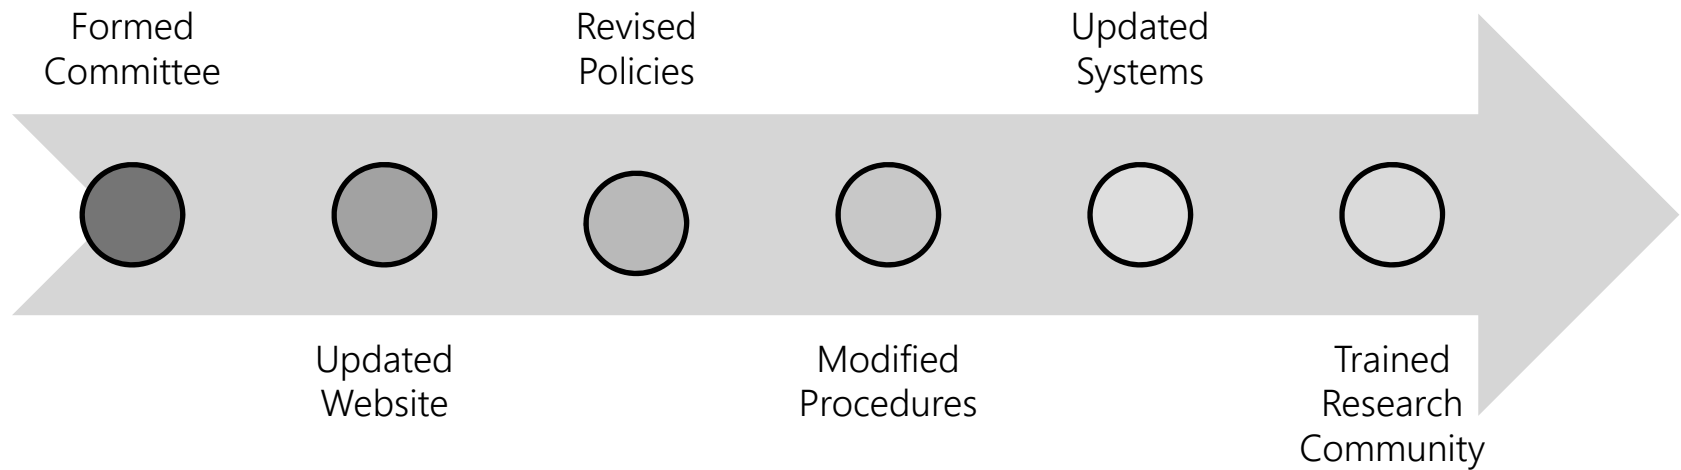 Formed
Committee
Updated
Website
Revised
Policies
Modified
Procedures
Updated
Systems
Trained
Research
Community